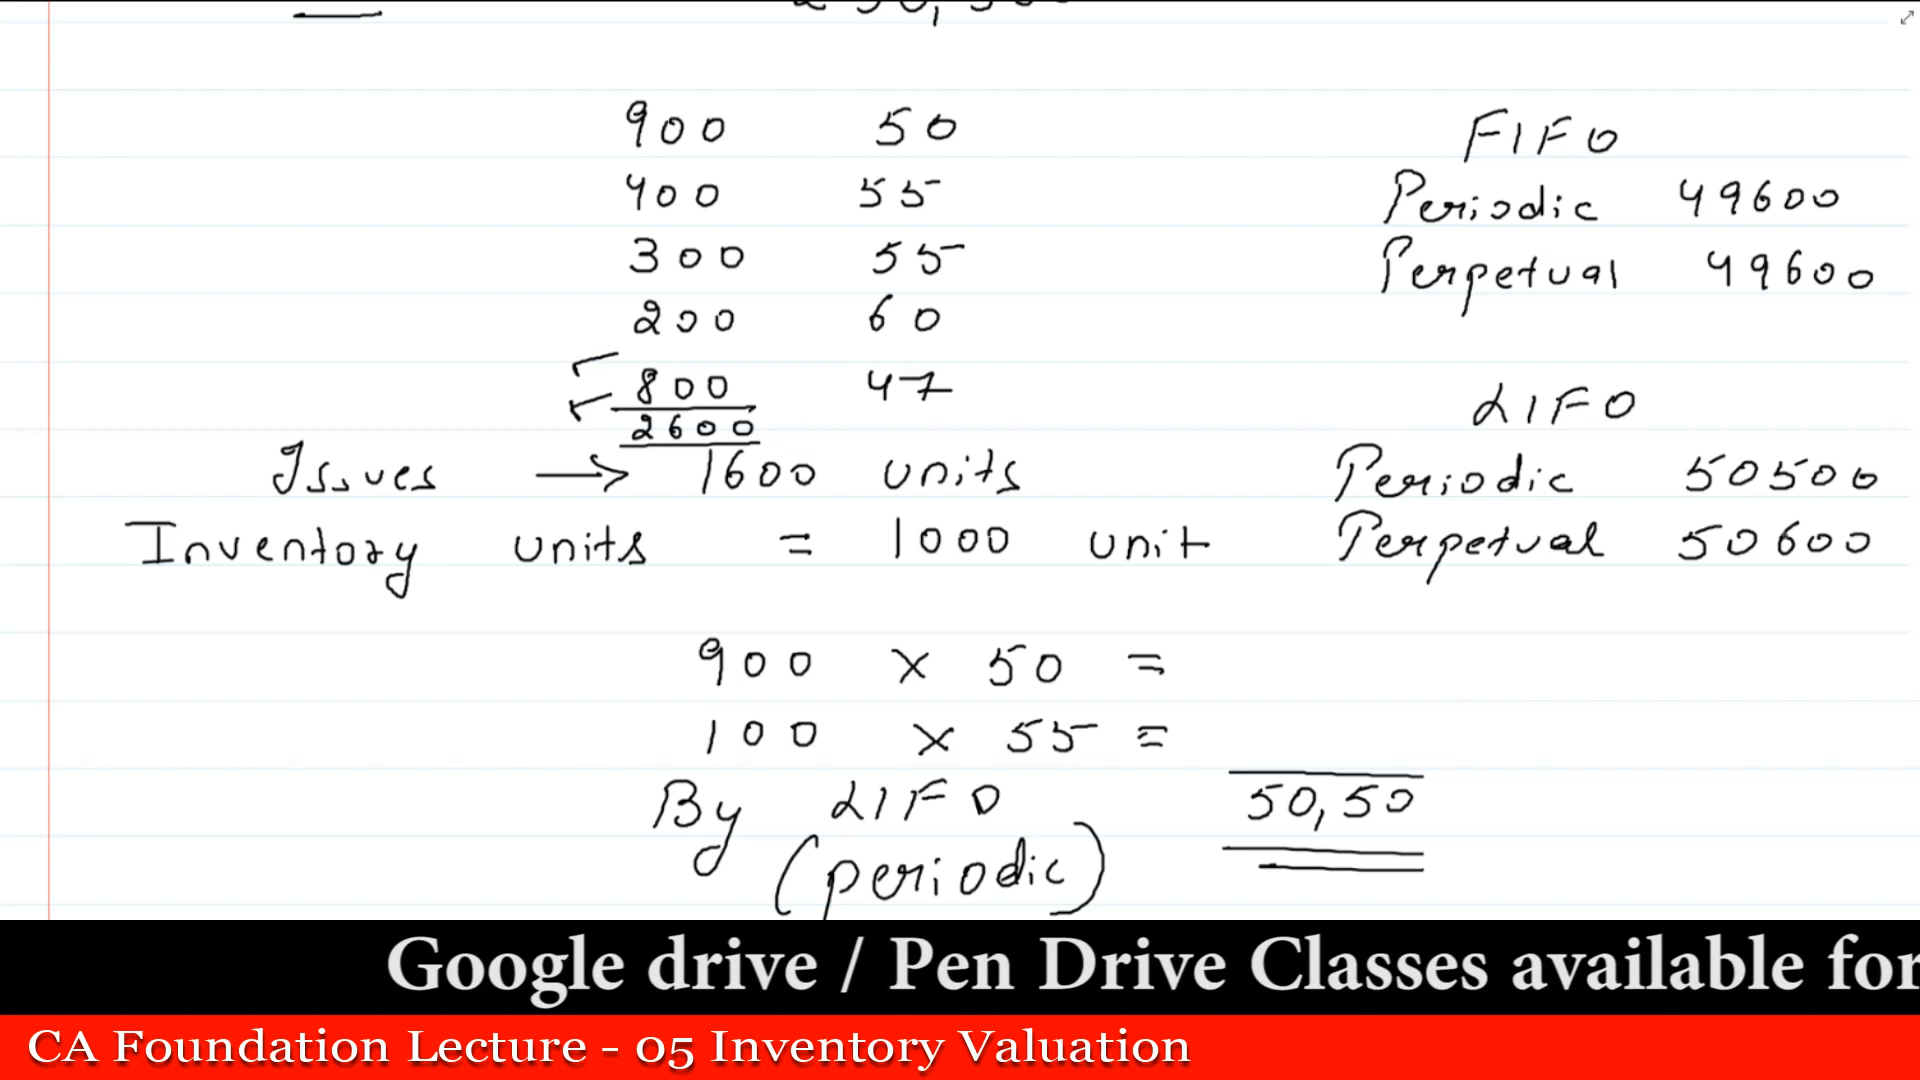 900 50
400 55
300 55
200 60
800 47
2600
Issues → 1600 units
Inventory units = 1000 unit
FIFO
Periodic 49600
Perpetual 49600
LIFO
Periodic 50500
Perpetual 50600
900 × 50 =
100 × 55 =
By LIFO 50,50
(periodic)
Google drive / Pen Drive Classes available for
CA Foundation Lecture - 05 Inventory Valuation